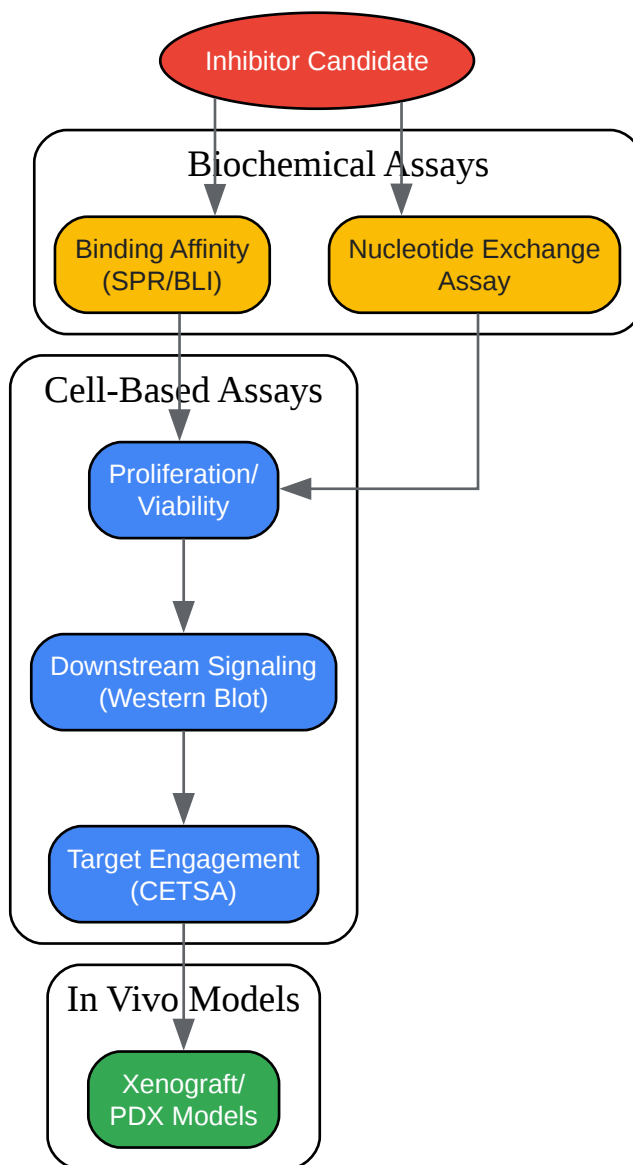 Inhibitor Candidate
Biochemical Assays
Binding Affinity
(SPR/BLI)
Nucleotide Exchange
Assay
Cell-Based Assays
Proliferation/
Viability
Downstream Signaling
(Western Blot)
Target Engagement
(CETSA)
In Vivo Models
Xenograft/
PDX Models